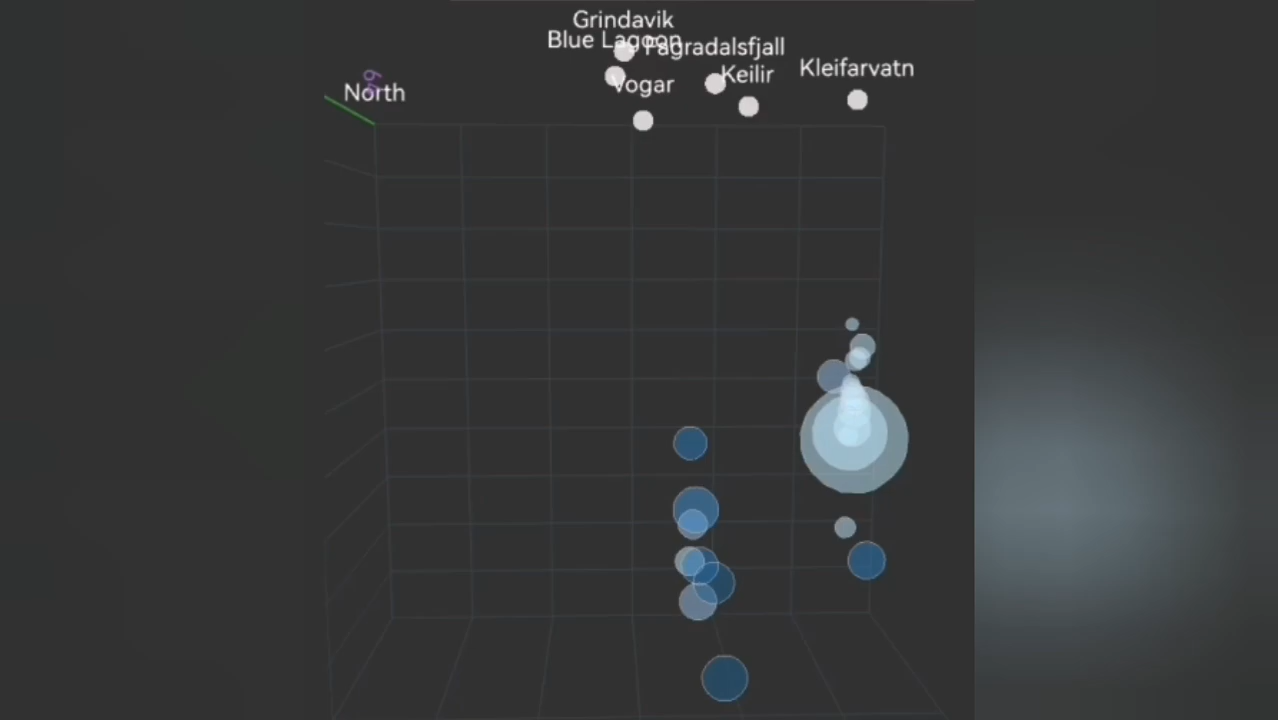 Grindavik
Blue Lagoon
Fagradalsfjall
Kleifarvatn
Keilir
Vogar
North